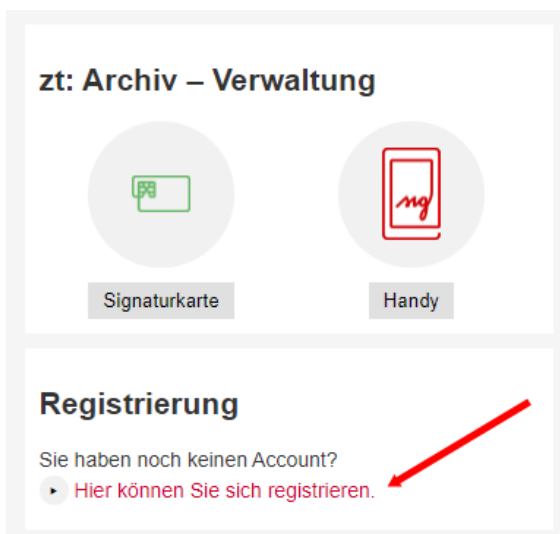 zt: Archiv – Verwaltung
Signaturkarte
Handy
Registrierung
Sie haben noch keinen Account?
Hier können Sie sich registrieren.